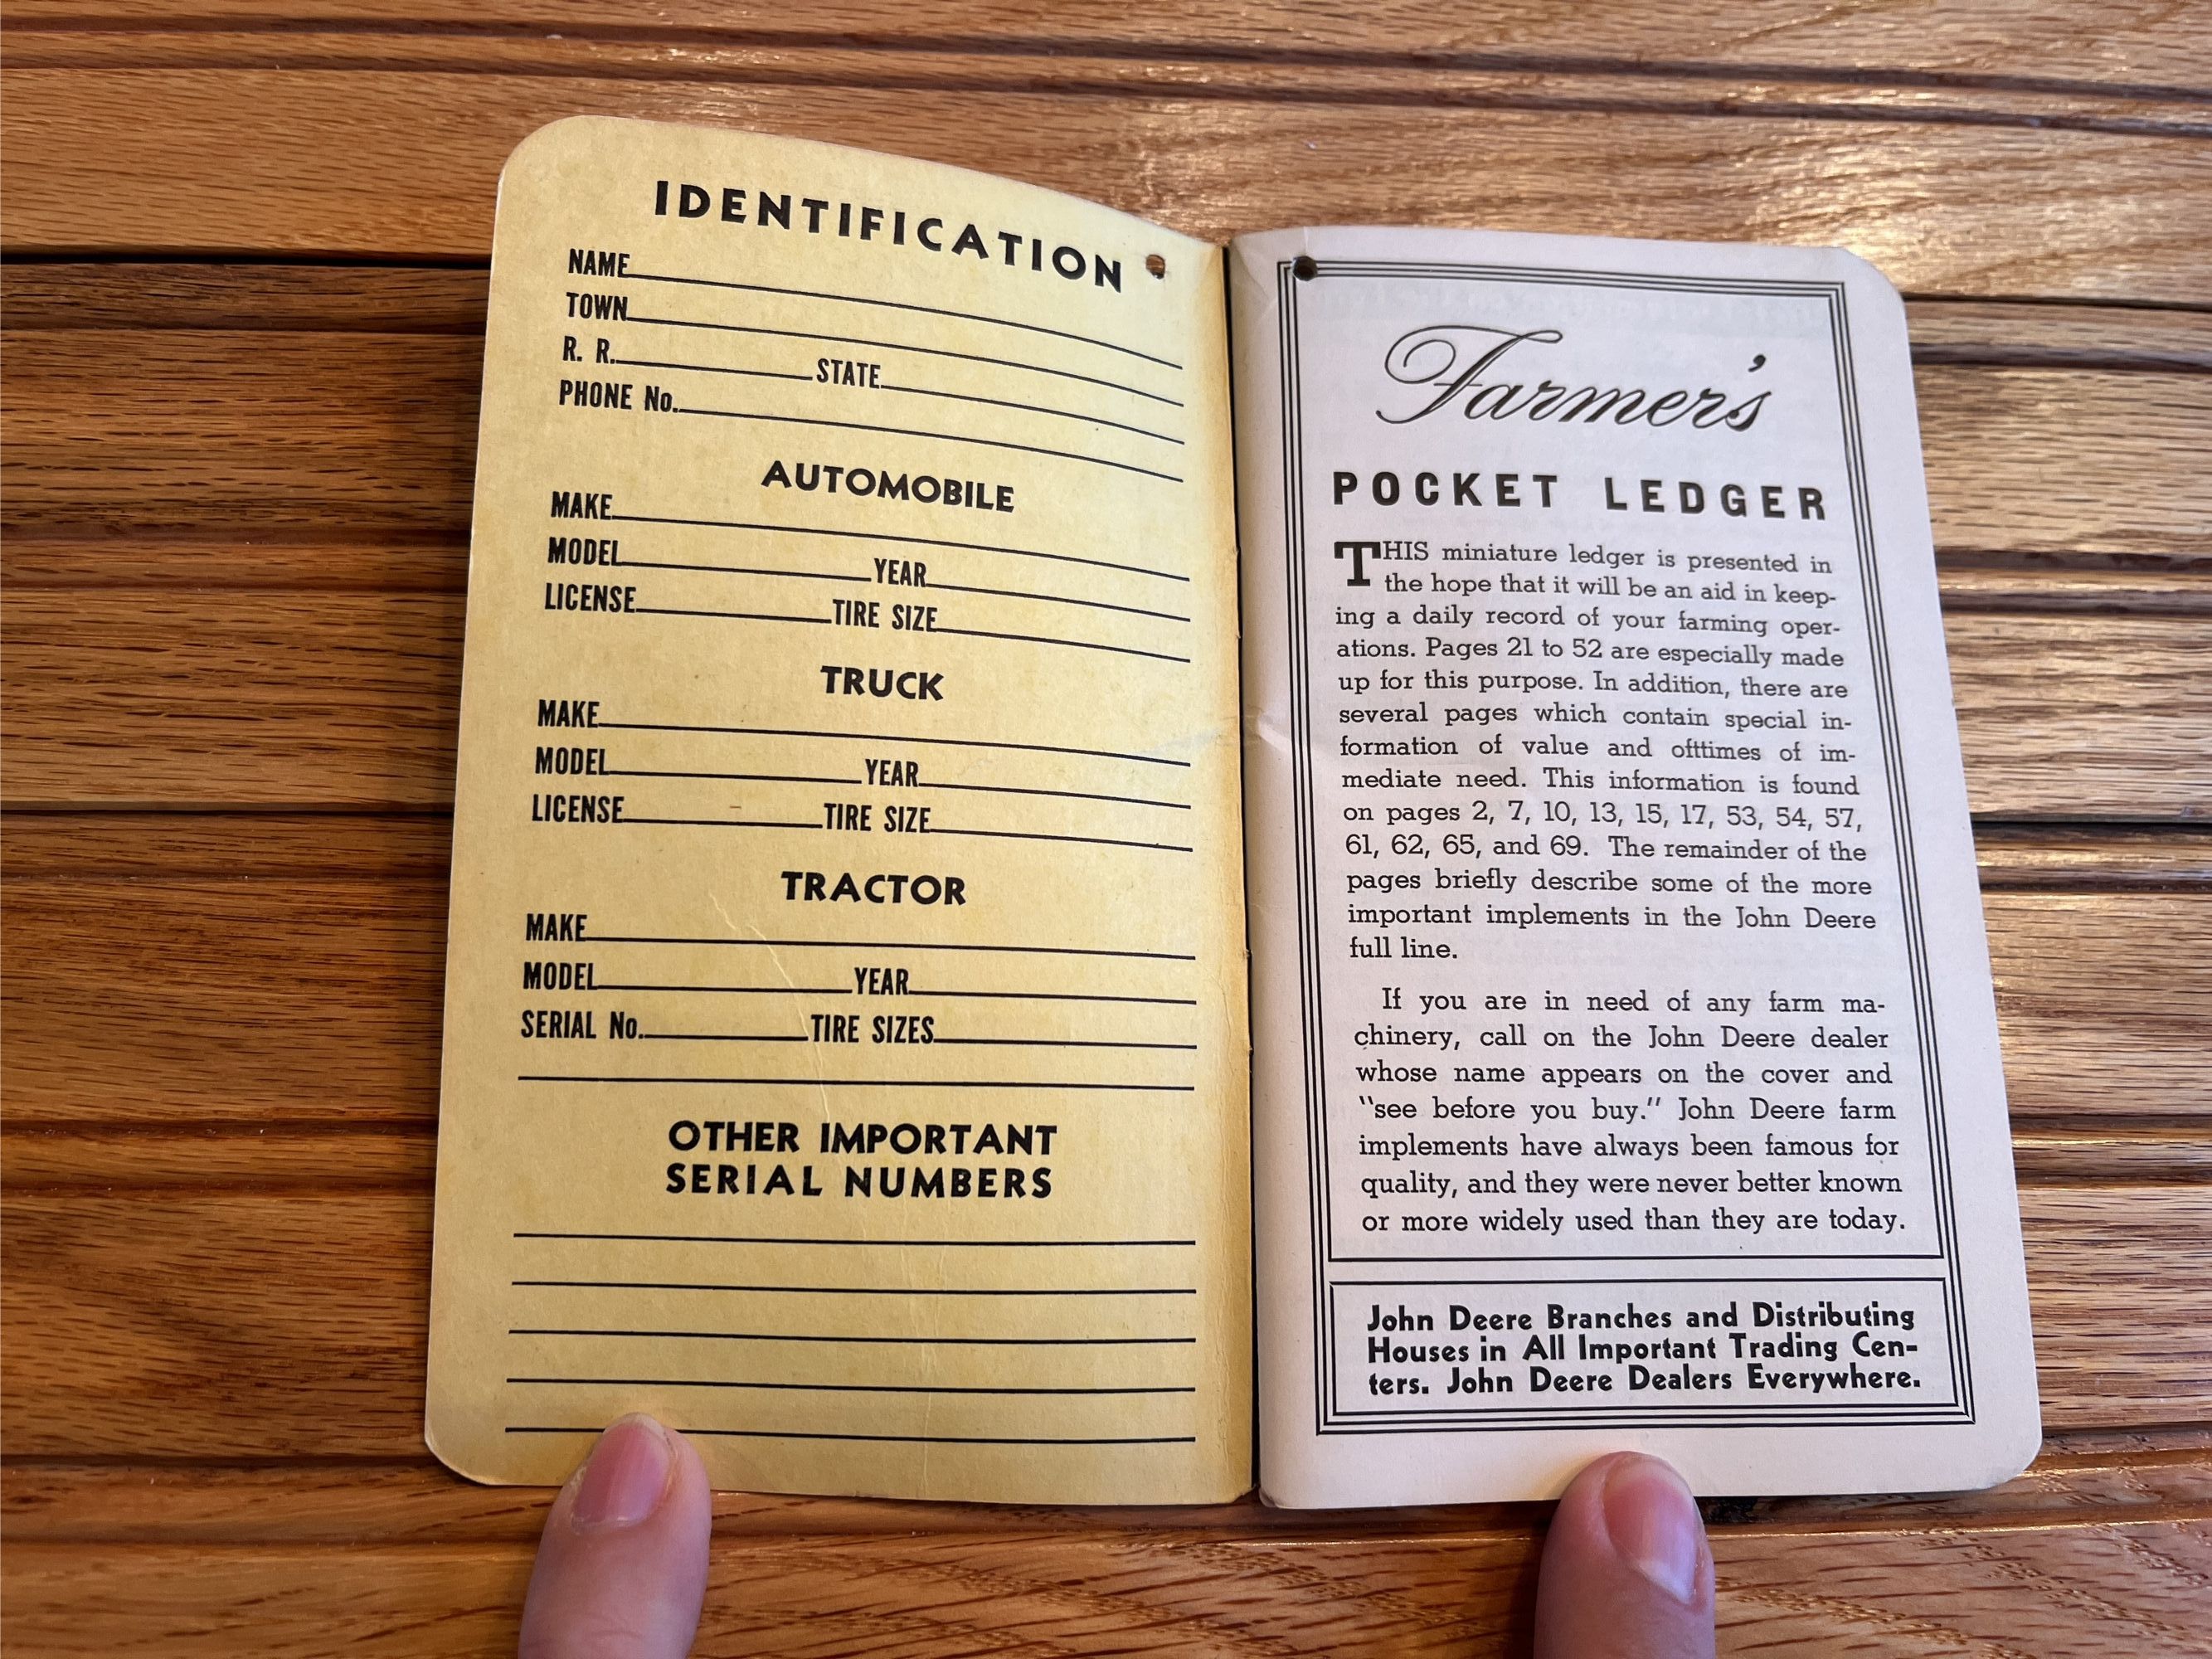 IDENTIFICATION
NAME
TOWN
R. R. STATE
PHONE No.
AUTOMOBILE
MAKE
MODEL YEAR
LICENSE TIRE SIZE
TRUCK
MAKE
MODEL YEAR
LICENSE TIRE SIZE
TRACTOR
MAKE
MODEL YEAR
SERIAL No. TIRE SIZES
OTHER IMPORTANT
SERIAL NUMBERS
Farmer's
POCKET LEDGER
THIS miniature ledger is presented in
the hope that it will be an aid in keep-
ing a daily record of your farming oper-
ations. Pages 21 to 52 are especially made
up for this purpose. In addition, there are
several pages which contain special in-
formation of value and ofttimes of im-
mediate need. This information is found
on pages 2, 7, 10, 13, 15, 17, 53, 54, 57,
61, 62, 65, and 69. The remainder of the
pages briefly describe some of the more
important implements in the John Deere
full line.
If you are in need of any farm ma-
chinery, call on the John Deere dealer
whose name appears on the cover and
"see before you buy." John Deere farm
implements have always been famous for
quality, and they were never better known
or more widely used than they are today.
John Deere Branches and Distributing
Houses in All Important Trading Cen-
ters. John Deere Dealers Everywhere.